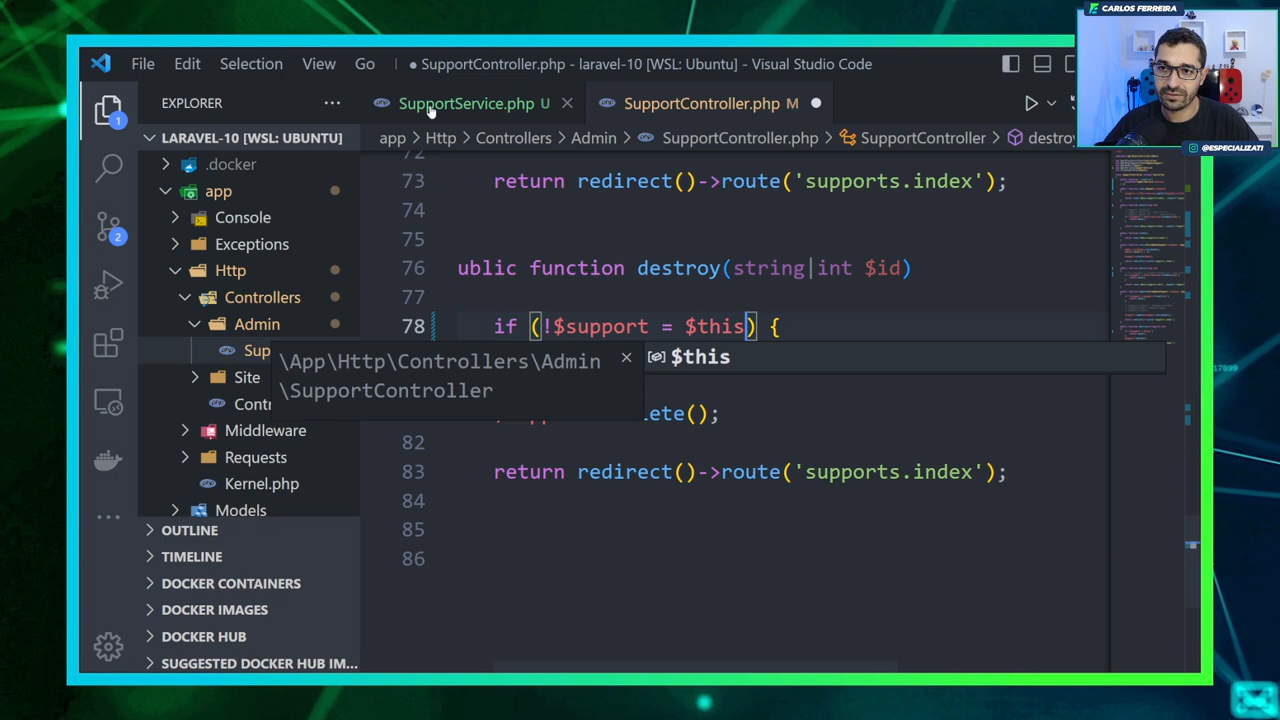 CARLOS FERREIRA
@ESPECIALIZATI
File Edit Selection View Go
● SupportController.php - laravel-10 [WSL: Ubuntu] - Visual Studio Code
EXPLORER
SupportService.php U
SupportController.php M
LARAVEL-10 [WSL: UBUNTU]
app > Http > Controllers > Admin > SupportController.php > SupportController > destroy
.docker
app
Console
Exceptions
Http
Controllers
Admin
Sup
Site
Contr
Middleware
Requests
Kernel.php
Models
OUTLINE
TIMELINE
DOCKER CONTAINERS
DOCKER IMAGES
DOCKER HUB
SUGGESTED DOCKER HUB IM...
1
2
72
73 return redirect()->route('supports.index');
74
75
76 ublic function destroy(string|int $id)
77
78 if (!$support = $this) {
$this
\App\Http\Controllers\Admin
\SupportController
lete();
82
83 return redirect()->route('supports.index');
84
85
86